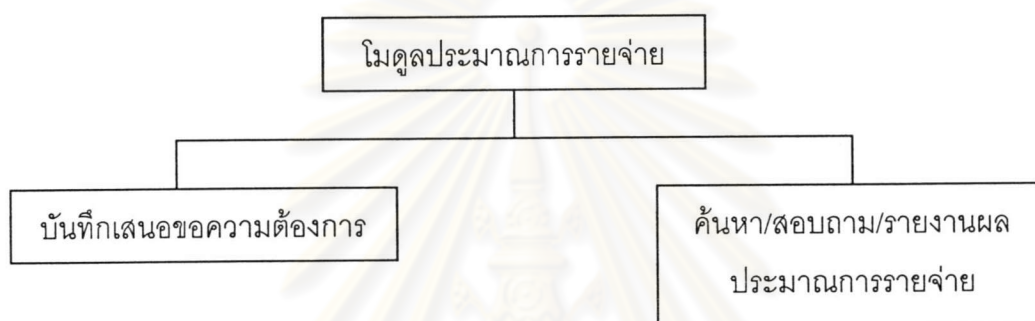 โมดูลประมาณการรายจ่าย
บันทึกเสนอขอความต้องการ
ค้นหา/สอบถาม/รายงานผล
ประมาณการรายจ่าย